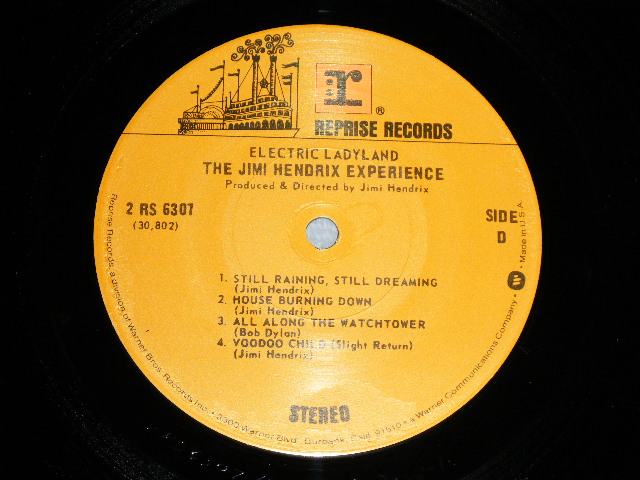 r
®
REPRISE RECORDS
ELECTRIC LADYLAND
THE JIMI HENDRIX EXPERIENCE
Produced & Directed by Jimi Hendrix
2 RS 6307
(30,802)
SIDE
D
1. STILL RAINING, STILL DREAMING
(Jimi Hendrix)
2. HOUSE BURNING DOWN
(Jimi Hendrix)
3. ALL ALONG THE WATCHTOWER
(Bob Dylan)
4. VOODOO CHILD (Slight Return)
(Jimi Hendrix)
STEREO
Reprise Records, a division of Warner Bros. Records Inc. • 3300 Warner Blvd., Burbank, Calif. 91510 • a Warner Communications Company • Made in U.S.A.